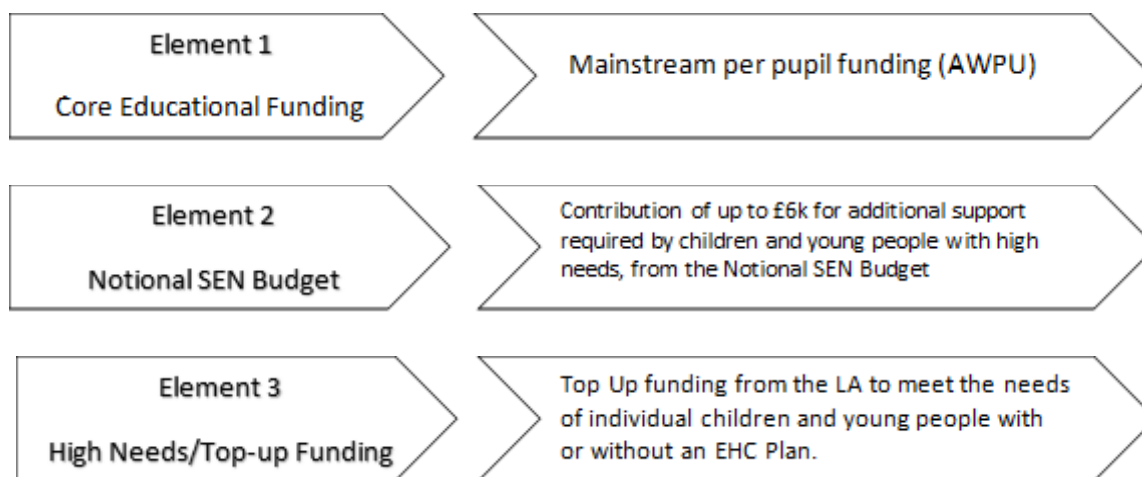 Element 1
Core Educational Funding
Mainstream per pupil funding (AWPU)
Element 2
Notional SEN Budget
Contribution of up to £6k for additional support
required by children and young people with high
needs, from the Notional SEN Budget
Element 3
High Needs/Top-up Funding
Top Up funding from the LA to meet the needs
of individual children and young people with
or without an EHC Plan.